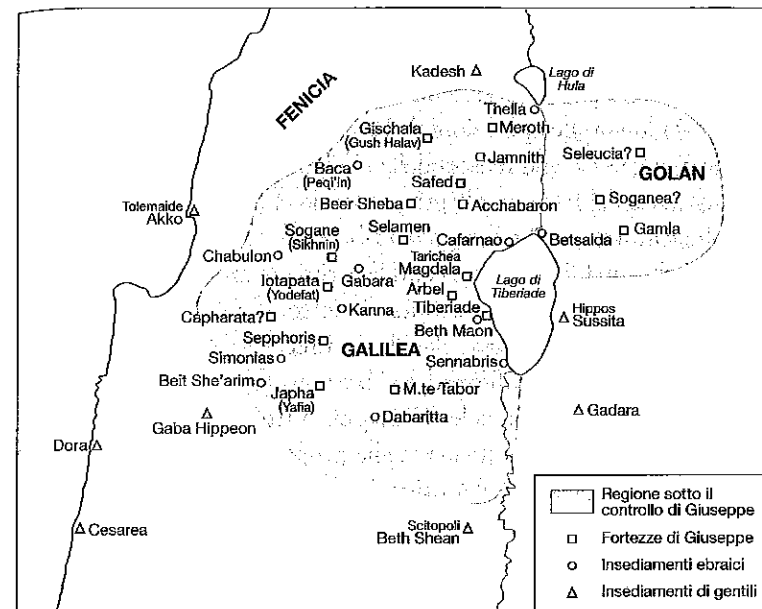 Kadesh
Lago di
Hula
FENICIA
Thella
Gischala
(Gush Halav)
Meroth
Baca
(Peqi'in)
Jamnith
Seleucia?
GOLAN
Safed
Tolemaide
Akko
Beer Sheba
Acchabaron
Soganea?
Sogane
(Sikhnin)
Selamen
Cafarnao
Betsaida
Gamla
Chabulon
Gabara
Tarichea
Magdala
Lago di
Tiberiade
Iotapata
(Yodefat)
Arbel
Capharata?
Kanna
Tiberiade
Beth Maon
Hippos
Sussita
Sepphoris
GALILEA
Simonias
Sennabris
Beit She'arim
Japha
(Yafia)
M.te Tabor
Gaba Hippeon
Dabaritta
Gadara
Dora
Cesarea
Scitopoli
Beth Shean
Regione sotto il
controllo di Giuseppe
Fortezze di Giuseppe
Insediamenti ebraici
Insediamenti di gentili